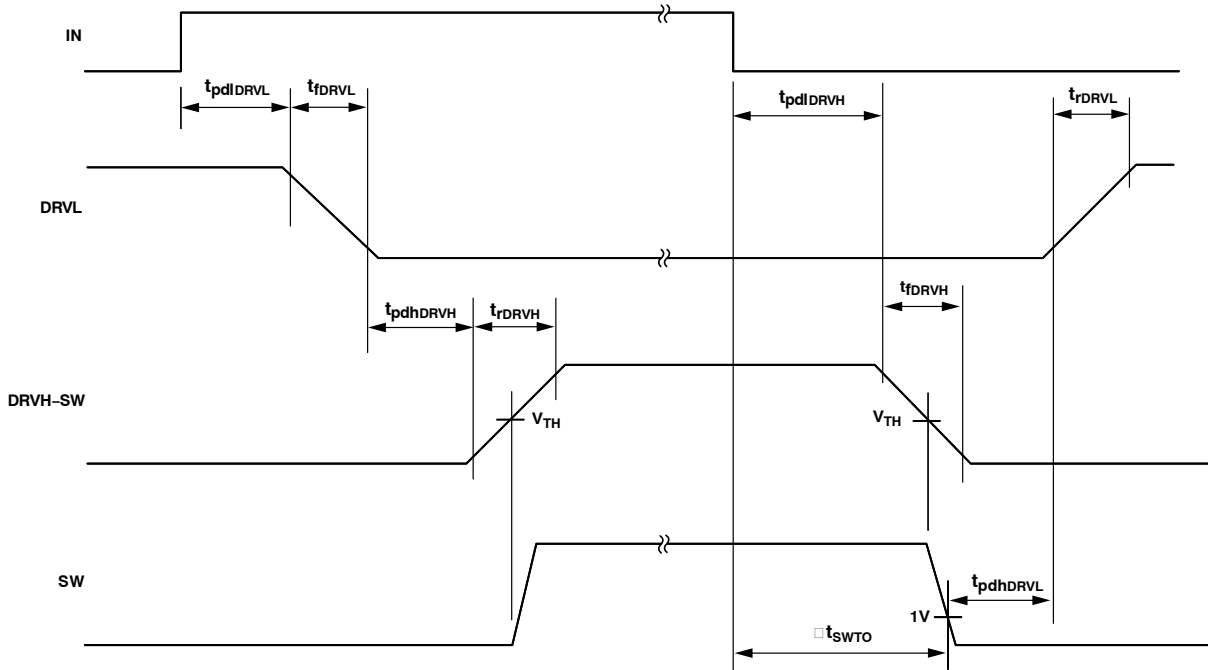 IN
tpdlDRVL
tfDRVL
tpdlDRVH
trDRVL
DRVL
tpdhDRVH
trDRVH
tfDRVH
DRVH–SW
VTH
VTH
SW
1V
tpdhDRVL
tSWTO